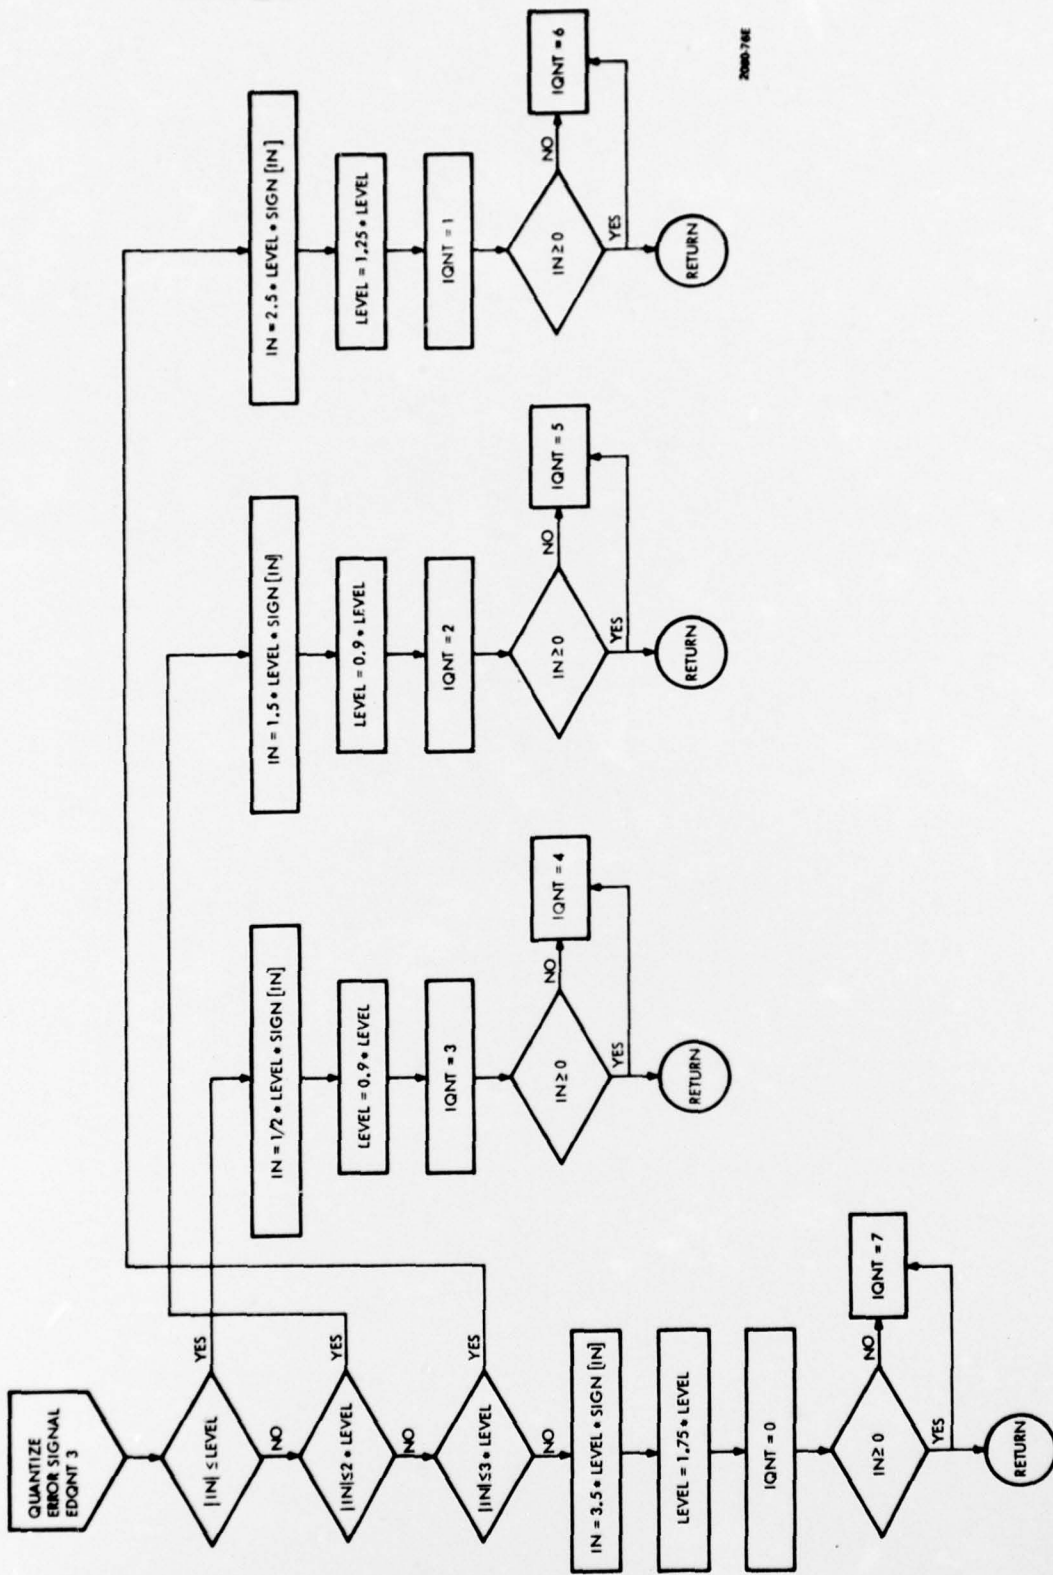 QUANTIZE
ERROR SIGNAL
EDQNT 3
|IN| ≤ LEVEL
YES
NO
|IN| ≤ 2 * LEVEL
YES
NO
|IN| ≤ 3 * LEVEL
YES
NO
IN = 3.5 * LEVEL * SIGN [IN]
LEVEL = 1.75 * LEVEL
IQNT = 0
IN ≥ 0
NO
IQNT = 7
YES
RETURN
IN = 1/2 * LEVEL * SIGN [IN]
LEVEL = 0.9 * LEVEL
IQNT = 3
IN ≥ 0
NO
IQNT = 4
YES
RETURN
IN = 1.5 * LEVEL * SIGN [IN]
LEVEL = 0.9 * LEVEL
IQNT = 2
IN ≥ 0
NO
IQNT = 5
YES
RETURN
IN = 2.5 * LEVEL * SIGN [IN]
LEVEL = 1.25 * LEVEL
IQNT = 1
IN ≥ 0
NO
IQNT = 6
YES
RETURN
2080-76E